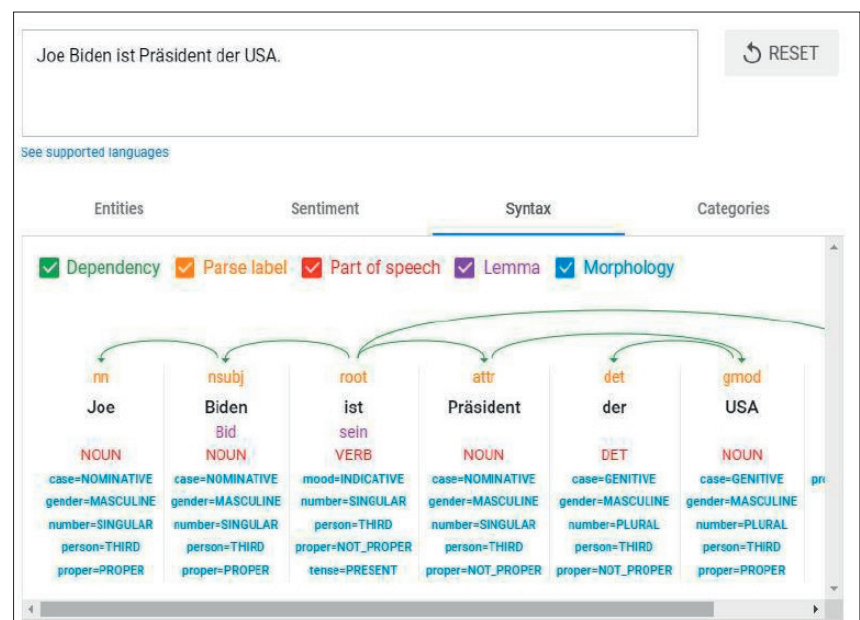 Joe Biden ist Präsident der USA.
RESET
See supported languages
Entities Sentiment Syntax Categories
Dependency Parse label Part of speech Lemma Morphology
nn nsubj root attr det gmod
Joe Biden ist Präsident der USA
Bid sein
NOUN NOUN VERB NOUN DET NOUN
case=NOMINATIVE case=NOMINATIVE mood=INDICATIVE case=NOMINATIVE case=GENITIVE case=GENITIVE
gender=MASCULINE gender=MASCULINE number=SINGULAR gender=MASCULINE gender=MASCULINE gender=MASCULINE
number=SINGULAR number=SINGULAR person=THIRD number=SINGULAR number=PLURAL number=PLURAL
person=THIRD person=THIRD proper=NOT_PROPER person=THIRD person=THIRD person=THIRD
proper=PROPER proper=PROPER tense=PRESENT proper=NOT_PROPER proper=NOT_PROPER proper=PROPER